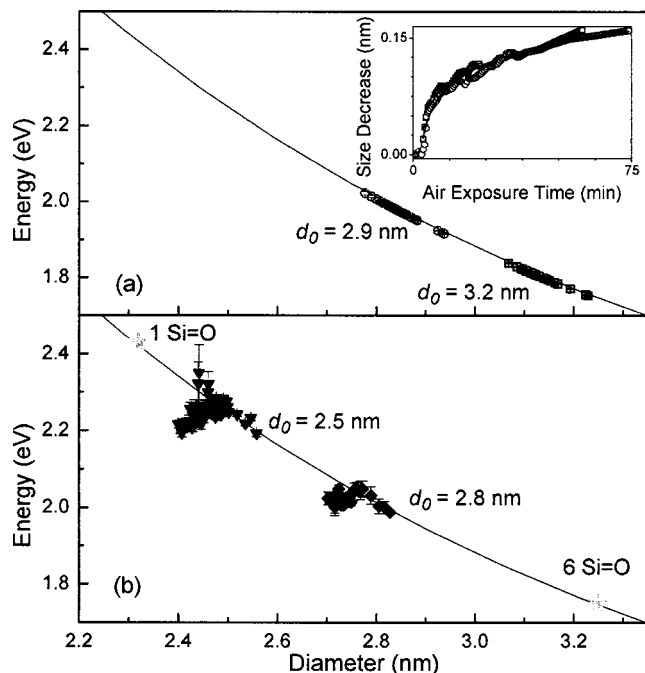 2.4
2.2
2.0
1.8
Energy (eV)
(a)
d0 = 2.9 nm
d0 = 3.2 nm
Size Decrease (nm)
0.15
0.00
0
75
Air Exposure Time (min)
2.4
2.2
2.0
1.8
Energy (eV)
(b)
1 Si=O
d0 = 2.5 nm
d0 = 2.8 nm
6 Si=O
2.2
2.4
2.6
2.8
3.0
3.2
Diameter (nm)